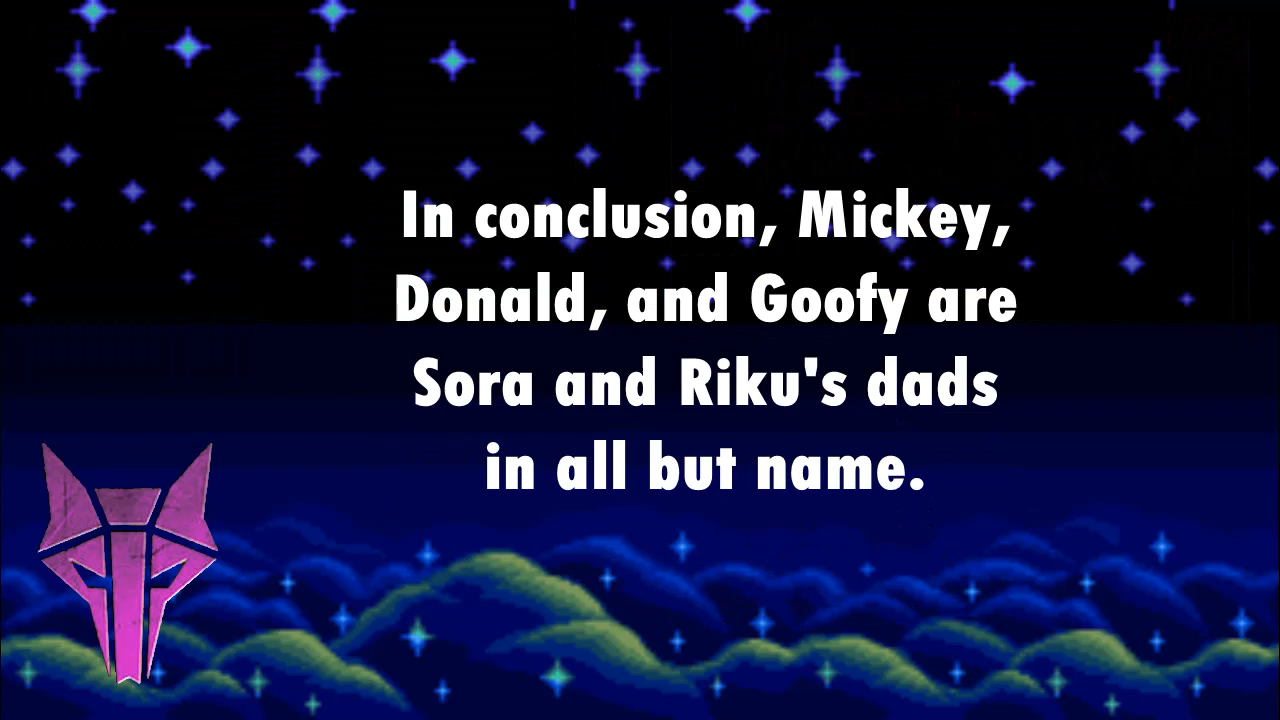 In conclusion, Mickey,
Donald, and Goofy are
Sora and Riku's dads
in all but name.